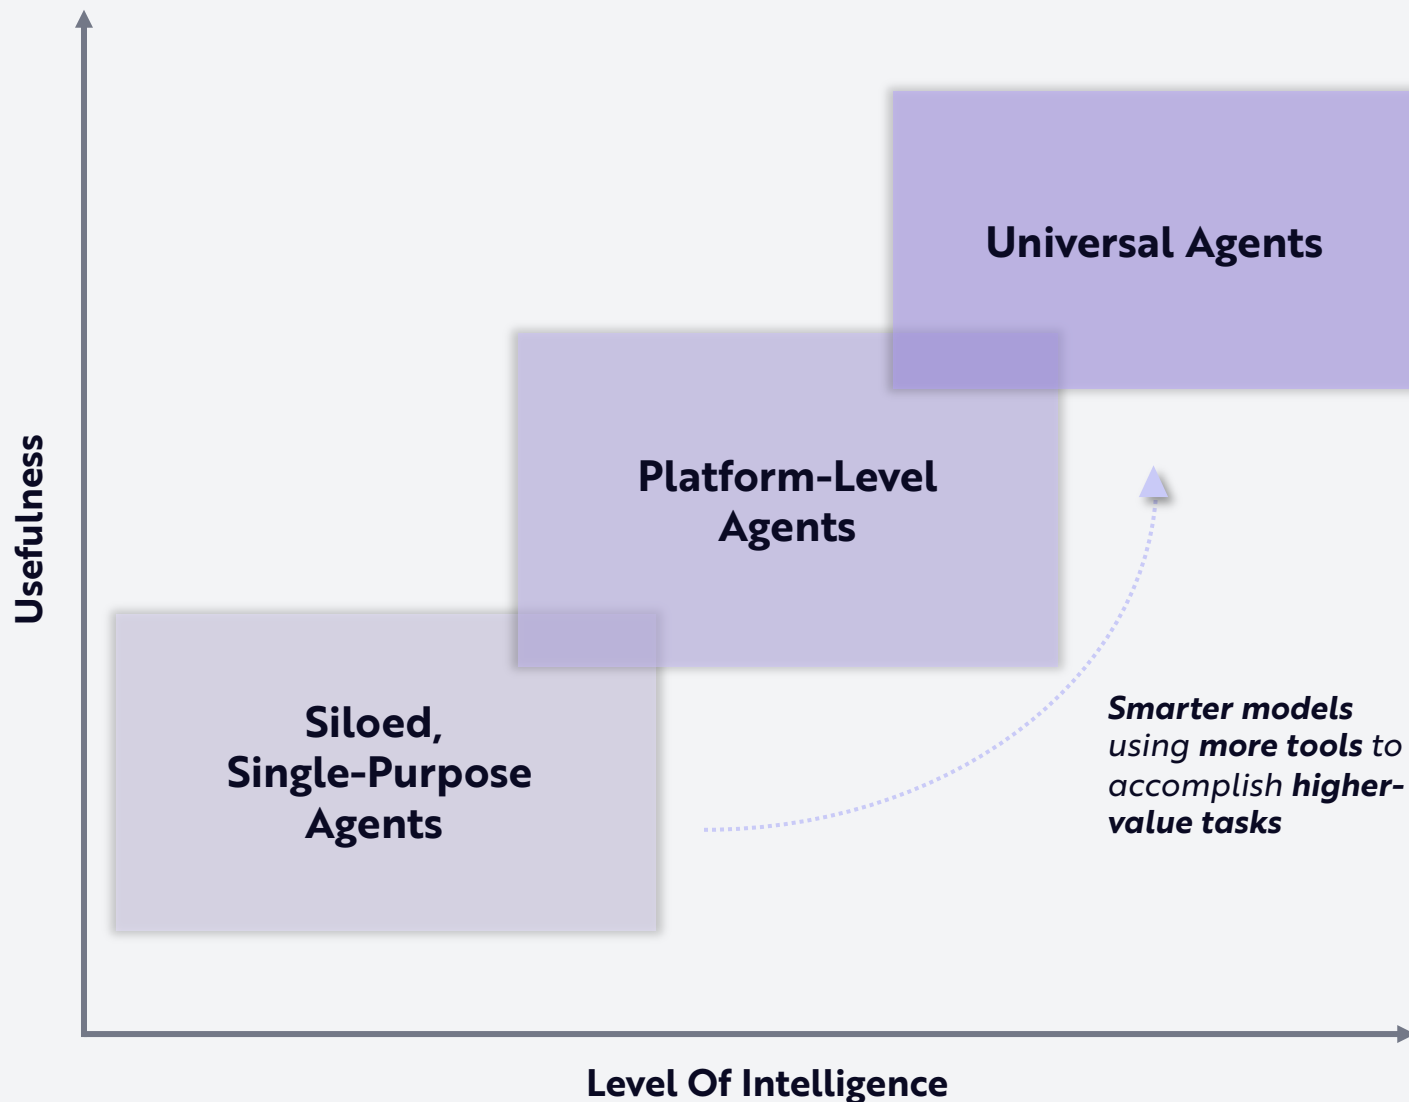 Universal Agents
Platform-Level
Agents
Usefulness
Siloed,
Single-Purpose
Agents
Smarter models
using more tools to
accomplish higher-
value tasks
Level Of Intelligence